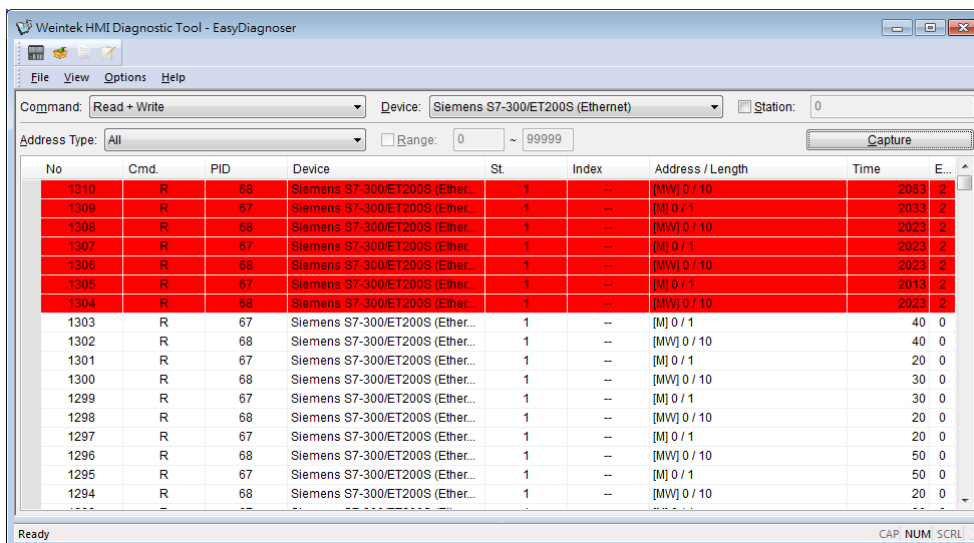 Weintek HMI Diagnostic Tool - EasyDiagnoser
File View Options Help
Command: Read + Write Device: Siemens S7-300/ET200S (Ethernet) Station: 0
Address Type: All Range: 0 ~ 99999 Capture
No Cmd. PID Device St. Index Address / Length Time E...
1310 R 68 Siemens S7-300/ET200S (Ether... 1 -- [MW] 0 / 10 2063 2
1309 R 67 Siemens S7-300/ET200S (Ether... 1 -- [M] 0 / 1 2033 2
1308 R 68 Siemens S7-300/ET200S (Ether... 1 -- [MW] 0 / 10 2023 2
1307 R 67 Siemens S7-300/ET200S (Ether... 1 -- [M] 0 / 1 2023 2
1306 R 68 Siemens S7-300/ET200S (Ether... 1 -- [MW] 0 / 10 2023 2
1305 R 67 Siemens S7-300/ET200S (Ether... 1 -- [M] 0 / 1 2013 2
1304 R 68 Siemens S7-300/ET200S (Ether... 1 -- [MW] 0 / 10 2023 2
1303 R 67 Siemens S7-300/ET200S (Ether... 1 -- [M] 0 / 1 40 0
1302 R 68 Siemens S7-300/ET200S (Ether... 1 -- [MW] 0 / 10 40 0
1301 R 67 Siemens S7-300/ET200S (Ether... 1 -- [M] 0 / 1 20 0
1300 R 68 Siemens S7-300/ET200S (Ether... 1 -- [MW] 0 / 10 30 0
1299 R 67 Siemens S7-300/ET200S (Ether... 1 -- [M] 0 / 1 30 0
1298 R 68 Siemens S7-300/ET200S (Ether... 1 -- [MW] 0 / 10 20 0
1297 R 67 Siemens S7-300/ET200S (Ether... 1 -- [M] 0 / 1 20 0
1296 R 68 Siemens S7-300/ET200S (Ether... 1 -- [MW] 0 / 10 50 0
1295 R 67 Siemens S7-300/ET200S (Ether... 1 -- [M] 0 / 1 50 0
1294 R 68 Siemens S7-300/ET200S (Ether... 1 -- [MW] 0 / 10 20 0
Ready CAP NUM SCRL